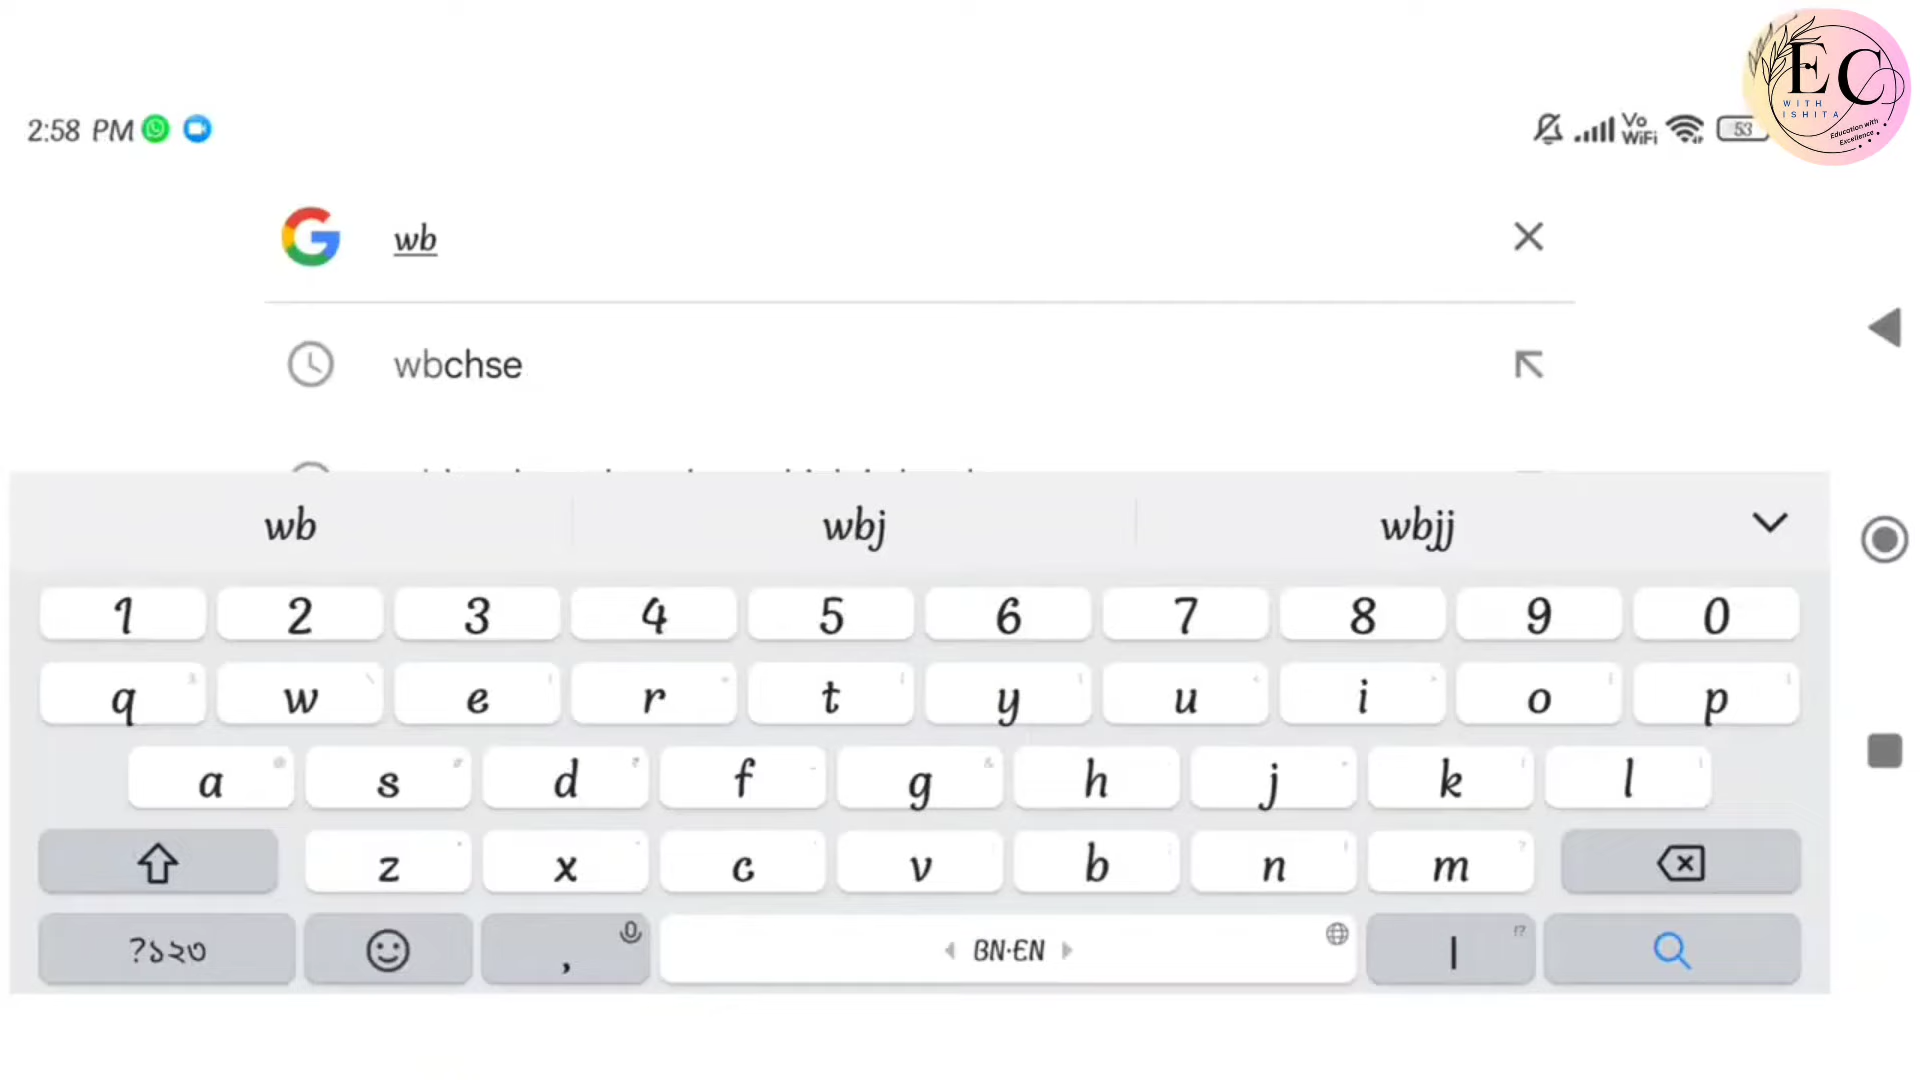 EC
WITH
ISHITA
Education with
Excellence
2:58 PM
Vo
WiFi
53
wb
wbchse
wb wbj wbjj
1 2 3 4 5 6 7 8 9 0
q w e r t y u i o p
a s d f g h j k l
z x c v b n m
?১২৩ , BN·EN | !?